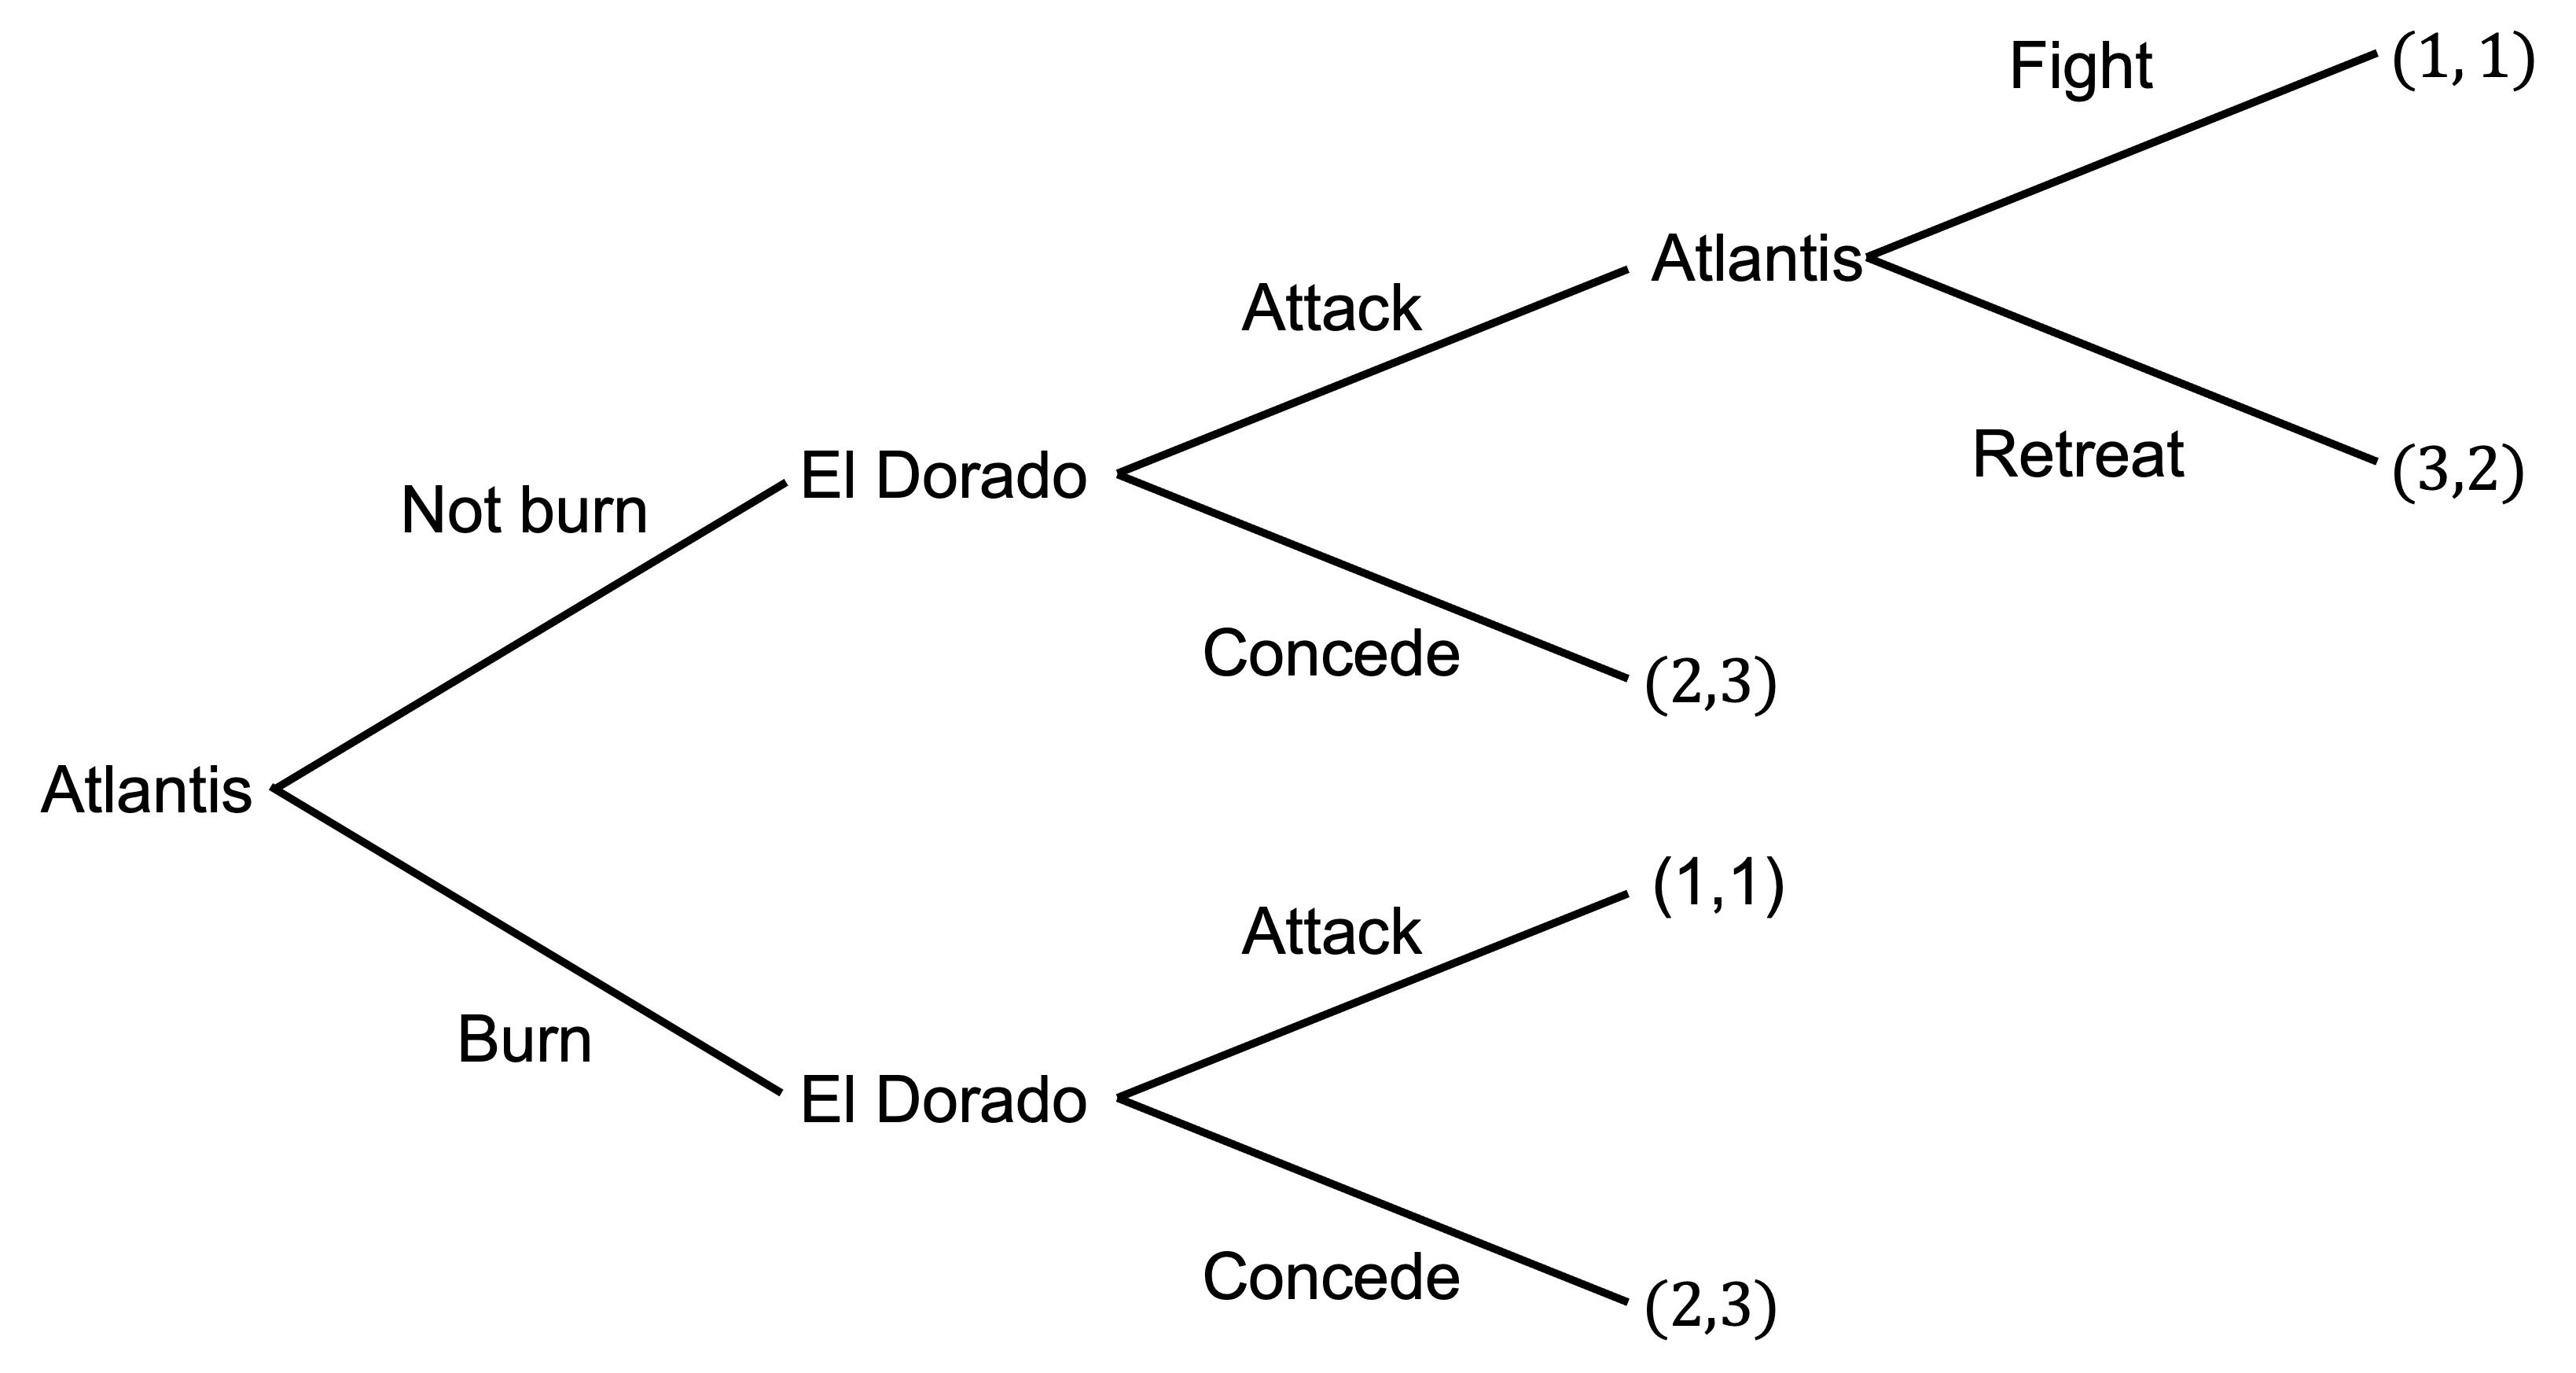 Fight
(1, 1)
Atlantis
Attack
Retreat
(3,2)
Not burn
El Dorado
Concede
(2,3)
Atlantis
(1,1)
Attack
Burn
El Dorado
Concede
(2,3)